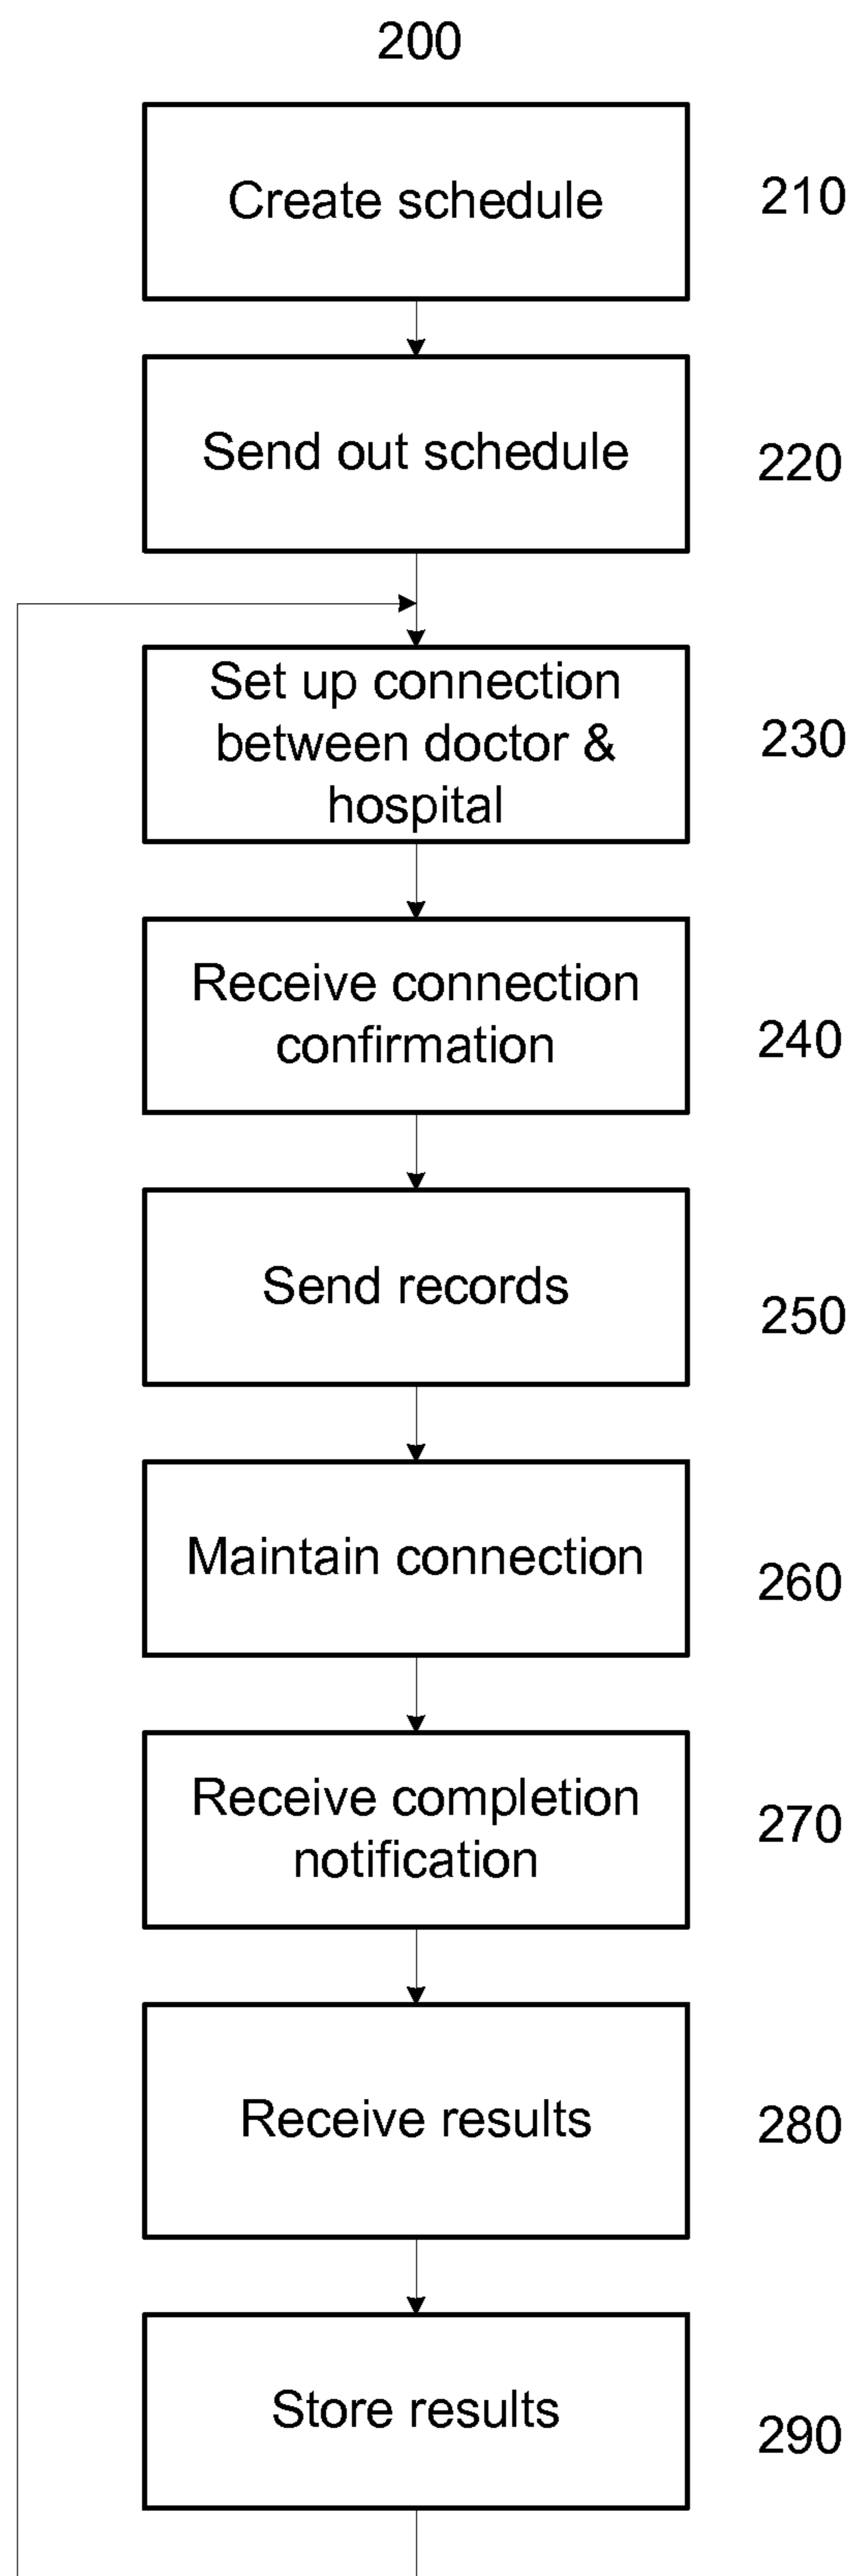 200
Create schedule
210
Send out schedule
220
Set up connection
between doctor &
hospital
230
Receive connection
confirmation
240
Send records
250
Maintain connection
260
Receive completion
notification
270
Receive results
280
Store results
290